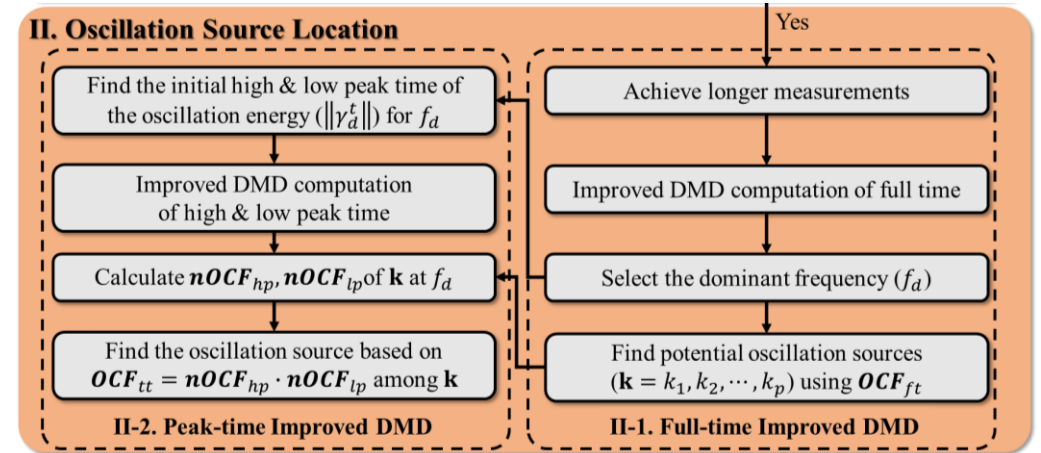 Yes
II. Oscillation Source Location
Achieve longer measurements
Improved DMD computation of full time
Select the dominant frequency (f_d)
Find potential oscillation sources
(k = k_1, k_2, ⋯, k_p) using OCF_ft
II-1. Full-time Improved DMD
Find the initial high & low peak time of
the oscillation energy (‖γ_d^t‖) for f_d
Improved DMD computation
of high & low peak time
Calculate nOCF_hp, nOCF_lp of k at f_d
Find the oscillation source based on
OCF_tt = nOCF_hp · nOCF_lp among k
II-2. Peak-time Improved DMD